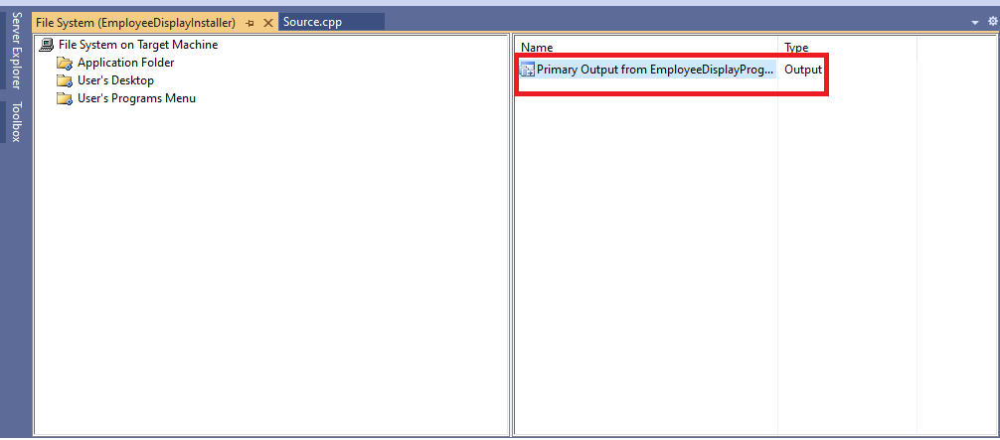 File System (EmployeeDisplayInstaller)
Source.cpp
Server Explorer
Toolbox
File System on Target Machine
Application Folder
User's Desktop
User's Programs Menu
Name Type
Primary Output from EmployeeDisplayProg... Output